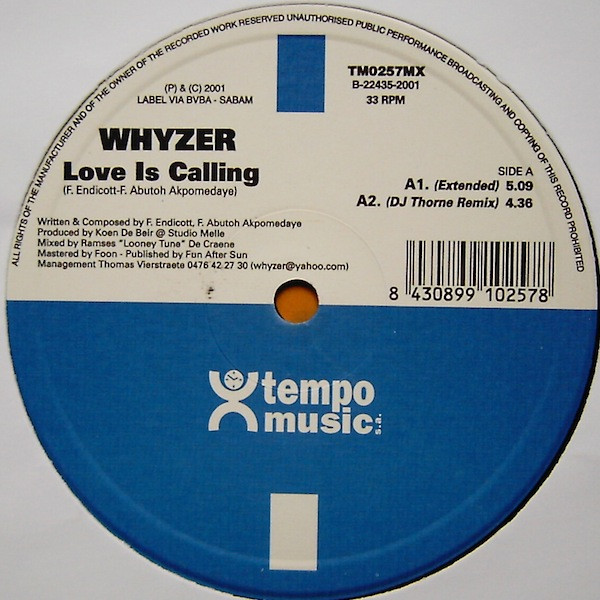 ALL RIGHTS OF THE MANUFACTURER AND OF THE OWNER OF THE RECORDED WORK RESERVED UNAUTHORISED PUBLIC PERFORMANCE BROADCASTING AND COPYING OF THIS RECORD PROHIBITED
(P) & (C) 2001
LABEL VIA BVBA - SABAM
TM0257MX
B-22435-2001
33 RPM
WHYZER
Love Is Calling
(F. Endicott-F. Abutoh Akpomedaye)
SIDE A
A1. (Extended) 5.09
A2. (DJ Thorne Remix) 4.36
Written & Composed by F. Endicott, F. Abutoh Akpomedaye
Produced by Koen De Beir @ Studio Melle
Mixed by Ramses "Looney Tune" De Craene
Mastered by Foon - Published by Fun After Sun
Management Thomas Vierstraete 0476 42 27 30 (whyzer@yahoo.com)
8 430899 102578
tempo
music s.a.